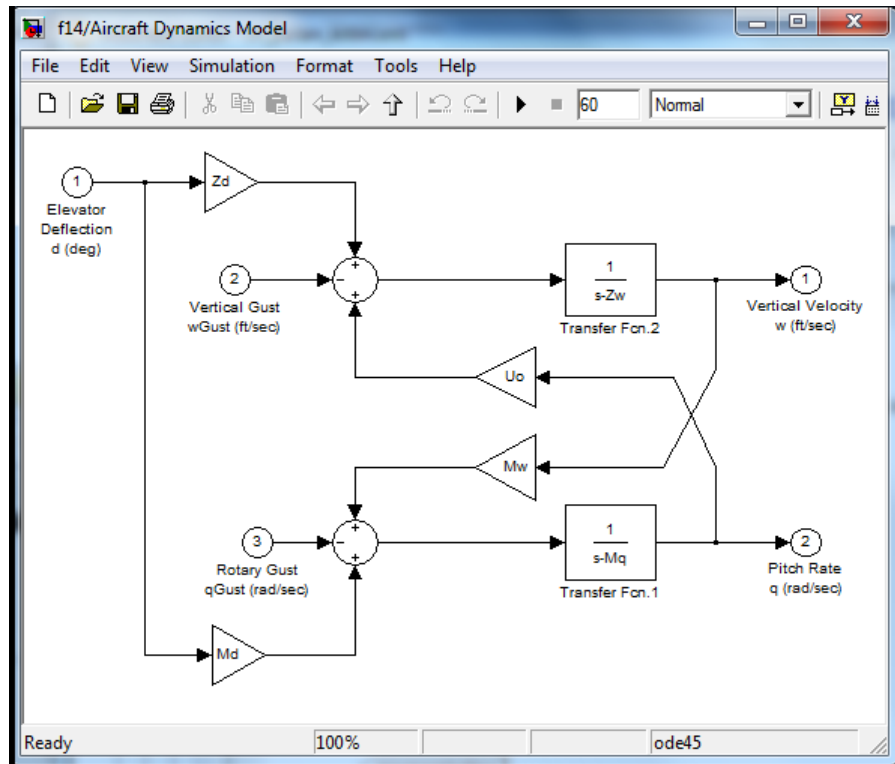 f14/Aircraft Dynamics Model
File Edit View Simulation Format Tools Help
60 Normal
1
Elevator
Deflection
d (deg)
Zd
2
Vertical Gust
wGust (ft/sec)
+
-
+
1
s-Zw
Transfer Fcn.2
1
Vertical Velocity
w (ft/sec)
Uo
Mw
3
Rotary Gust
qGust (rad/sec)
+
-
+
1
s-Mq
Transfer Fcn.1
2
Pitch Rate
q (rad/sec)
Md
Ready 100% ode45